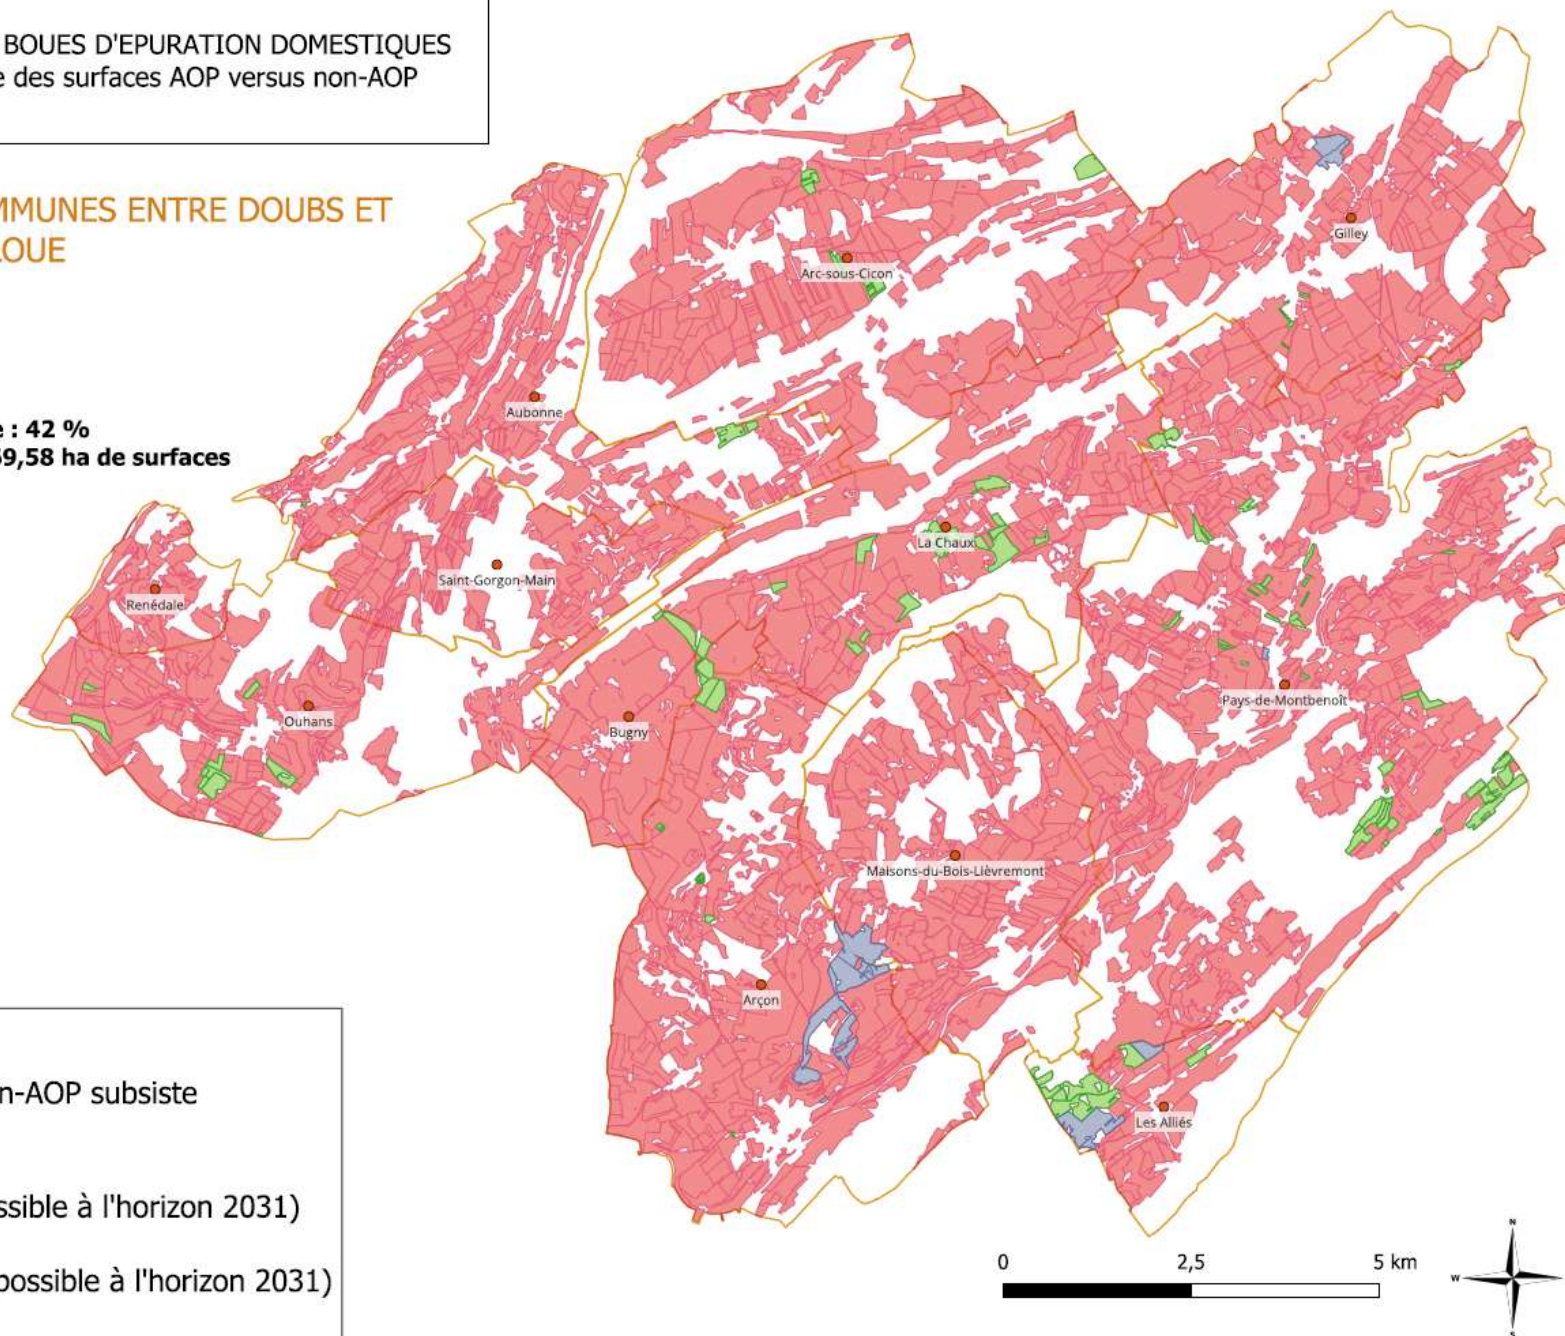 BOUES D'EPURATION DOMESTIQUES
e des surfaces AOP versus non-AOP
MMUNES ENTRE DOUBS ET
LOUE
e : 42 %
69,58 ha de surfaces
Gilley
Arc-sous-Cicon
Aubonne
La Chaux
Saint-Gorgon-Main
Renédale
Pays-de-Montbenoît
Ouhans
Bugny
Maisons-du-Bois-Lièvremont
Arçon
Les Alliés
n-AOP subsiste
ssible à l'horizon 2031)
possible à l'horizon 2031)
0 2,5 5 km
N
W
S